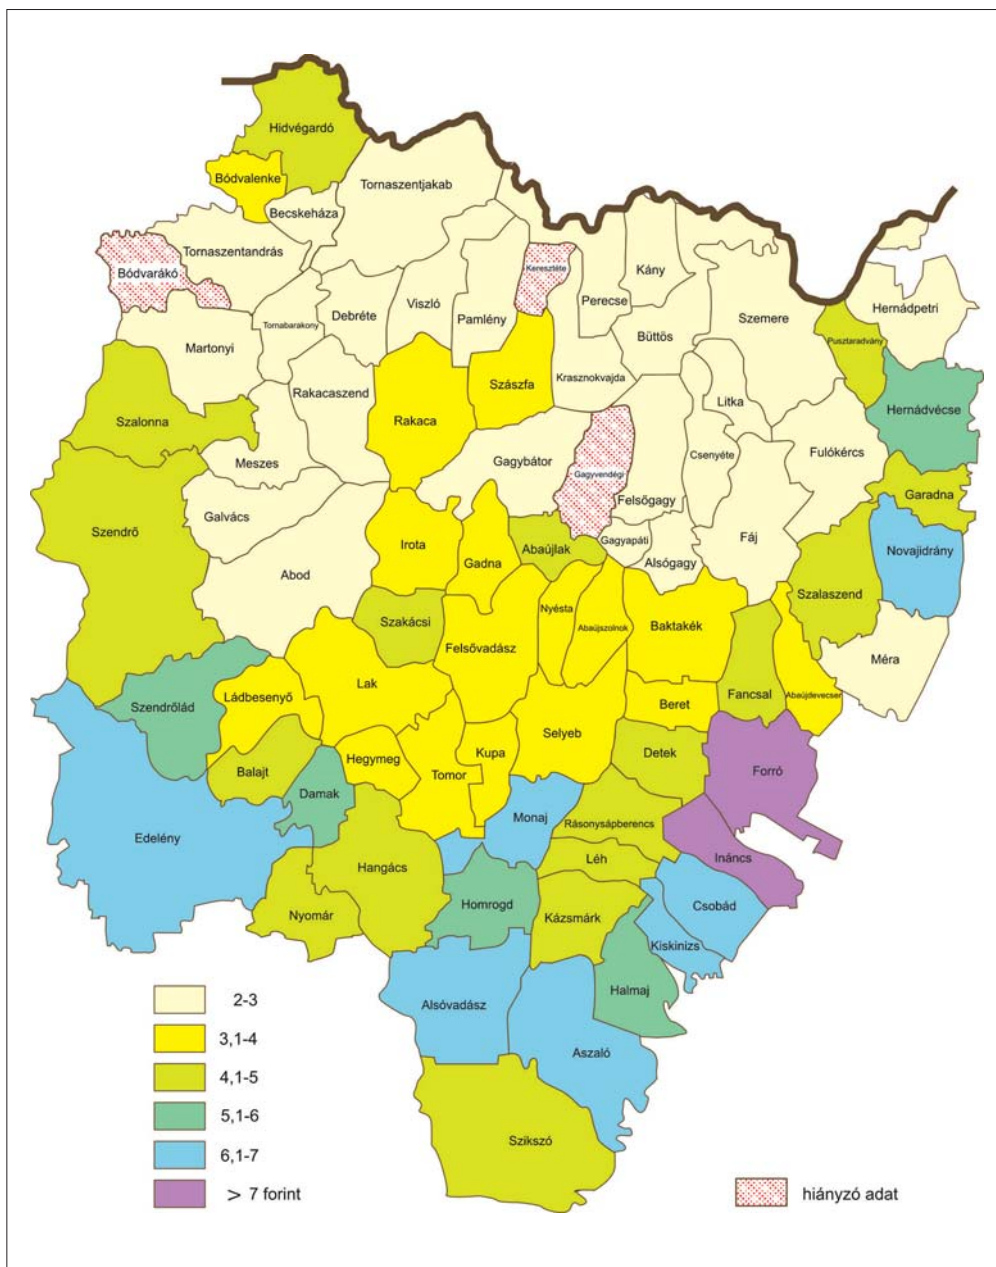 Hídvégardó
Bódvalenke
Tornaszentjakab
Becskeháza
Tornaszentandrás
Bódvarákó
Keresztéte
Kány
Perecse
Hernádpetri
Debréte
Viszló
Pamlény
Szemere
Tornabarakony
Büttös
Pusztaradvány
Martonyi
Rakacaszend
Szászfa
Krasznokvajda
Litka
Hernádvécse
Szalonna
Rakaca
Gagybátor
Csenyéte
Fulókércs
Meszes
Gagyvendégi
Felsőgagy
Garadna
Galvács
Szendrő
Irota
Gadna
Abaújlak
Gagyapáti
Alsógagy
Fáj
Novajidrány
Abod
Szakácsi
Nyésta
Abaújszolnok
Baktakék
Szalaszend
Felsővadász
Méra
Lak
Ládbesenyő
Szendrőlád
Beret
Fancsal
Abaújdevecser
Selyeb
Kupa
Detek
Hegymeg
Tomor
Balajt
Forró
Damak
Monaj
Rásonysápberencs
Edelény
Ináncs
Léh
Hangács
Homrogd
Csobád
Nyomár
Kázsmárk
Kiskinizs
Halmaj
Alsóvadász
Aszaló
Szikszó
2-3
3,1-4
4,1-5
5,1-6
6,1-7
> 7 forint
hiányzó adat